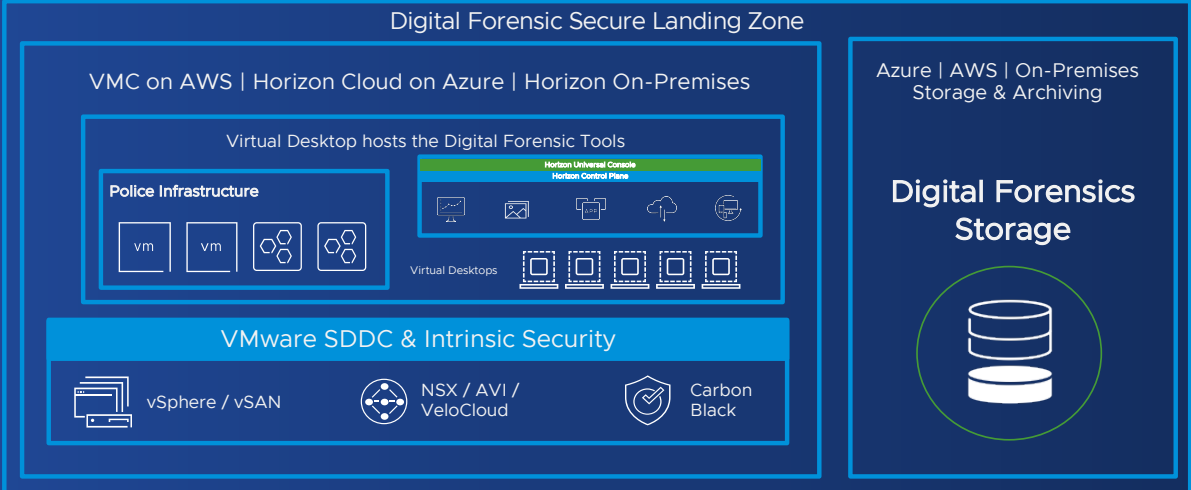 Digital Forensic Secure Landing Zone
VMC on AWS | Horizon Cloud on Azure | Horizon On-Premises
Virtual Desktop hosts the Digital Forensic Tools
Police Infrastructure
vm
vm
Horizon Universal Console
Horizon Control Plane
APP
Virtual Desktops
VMware SDDC & Intrinsic Security
vSphere / vSAN
NSX / AVI /
VeloCloud
Carbon
Black
Azure | AWS | On-Premises
Storage & Archiving
Digital Forensics
Storage